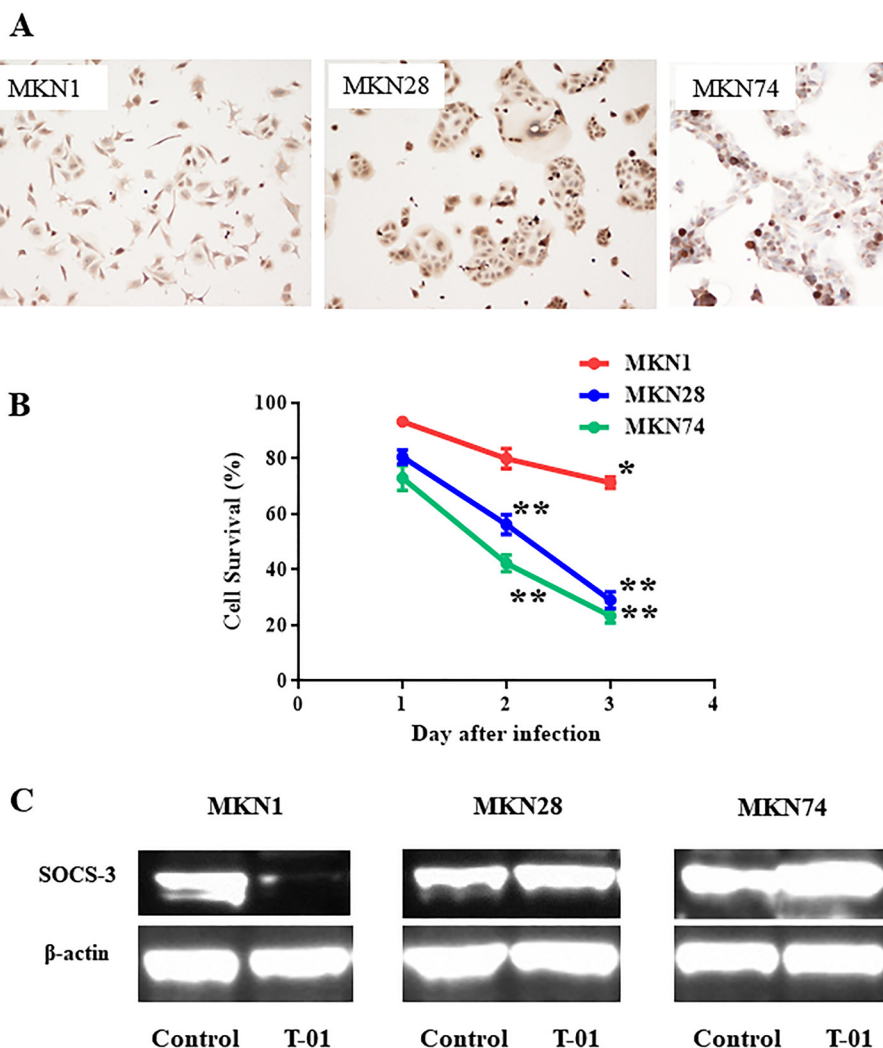 A
MKN1 MKN28 MKN74
B
MKN1
MKN28
MKN74
100
80
60
40
20
0
Cell Survival (%)
*
**
**
**
**
0 1 2 3 4
Day after infection
C
MKN1 MKN28 MKN74
SOCS-3
β-actin
Control T-01 Control T-01 Control T-01